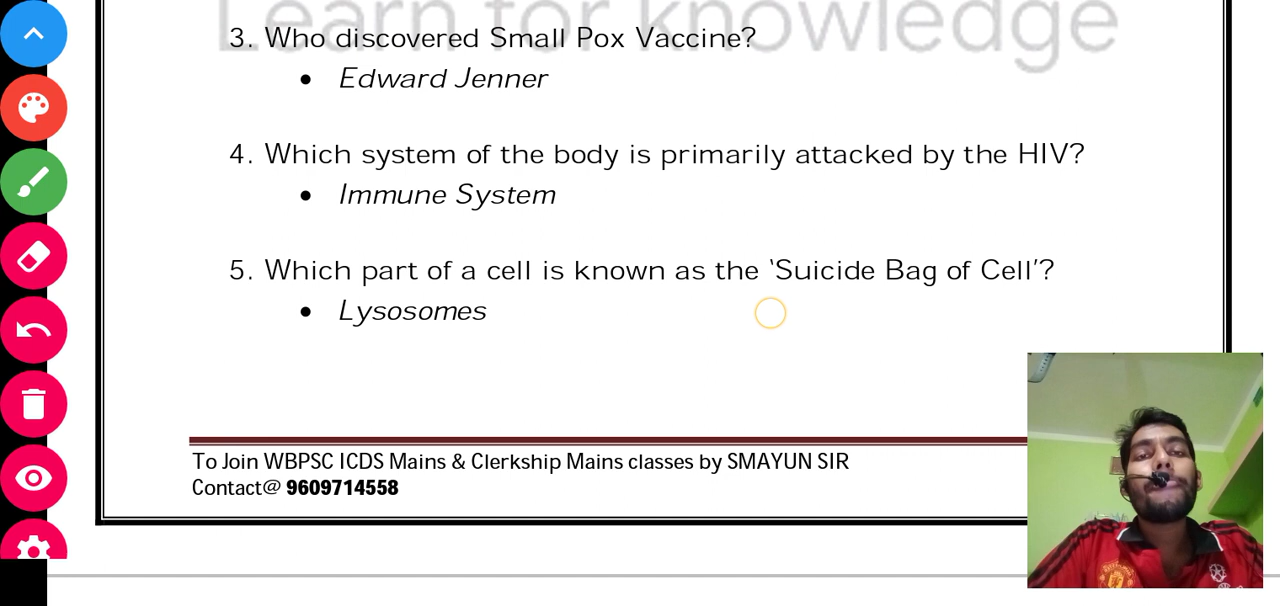 Learn for knowledge
3. Who discovered Small Pox Vaccine?
• Edward Jenner
4. Which system of the body is primarily attacked by the HIV?
• Immune System
5. Which part of a cell is known as the ‘Suicide Bag of Cell’?
• Lysosomes
To Join WBPSC ICDS Mains & Clerkship Mains classes by SMAYUN SIR
Contact@ 9609714558